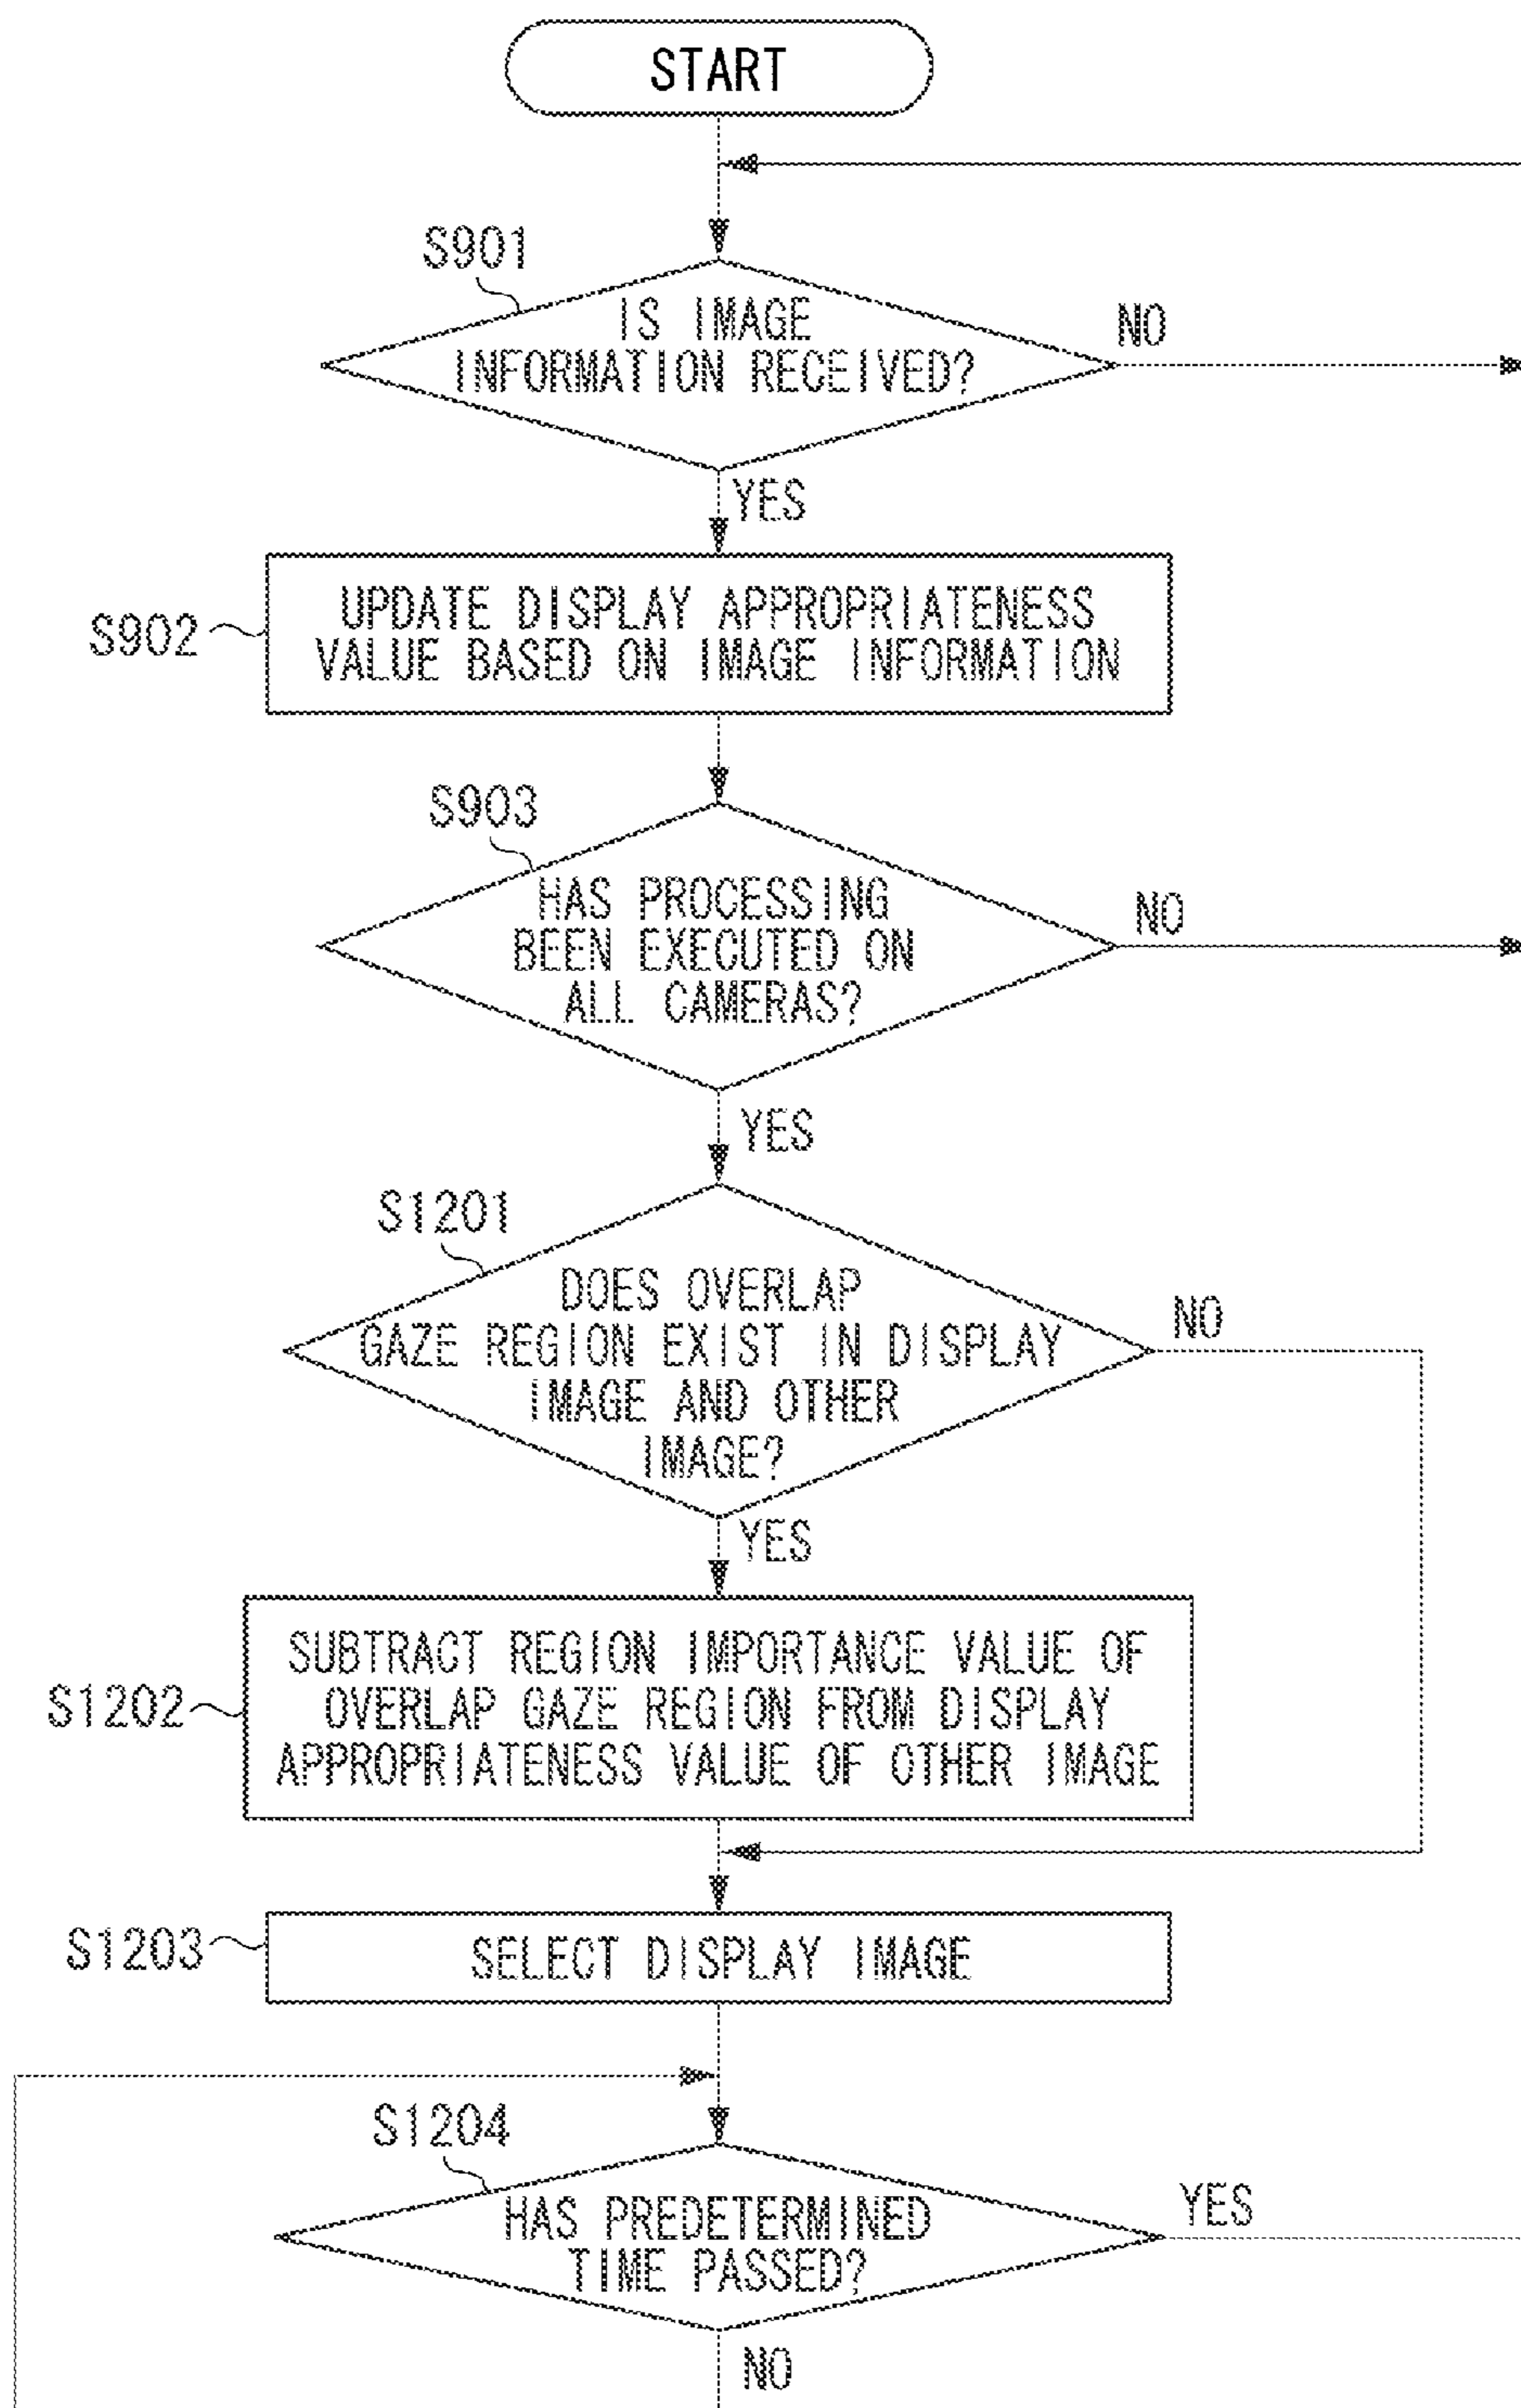 START
S901
IS IMAGE
INFORMATION RECEIVED?
NO
YES
S902
UPDATE DISPLAY APPROPRIATENESS
VALUE BASED ON IMAGE INFORMATION
S903
HAS PROCESSING
BEEN EXECUTED ON
ALL CAMERAS?
NO
YES
S1201
DOES OVERLAP
GAZE REGION EXIST IN DISPLAY
IMAGE AND OTHER
IMAGE?
NO
YES
S1202
SUBTRACT REGION IMPORTANCE VALUE OF
OVERLAP GAZE REGION FROM DISPLAY
APPROPRIATENESS VALUE OF OTHER IMAGE
S1203
SELECT DISPLAY IMAGE
S1204
HAS PREDETERMINED
TIME PASSED?
YES
NO